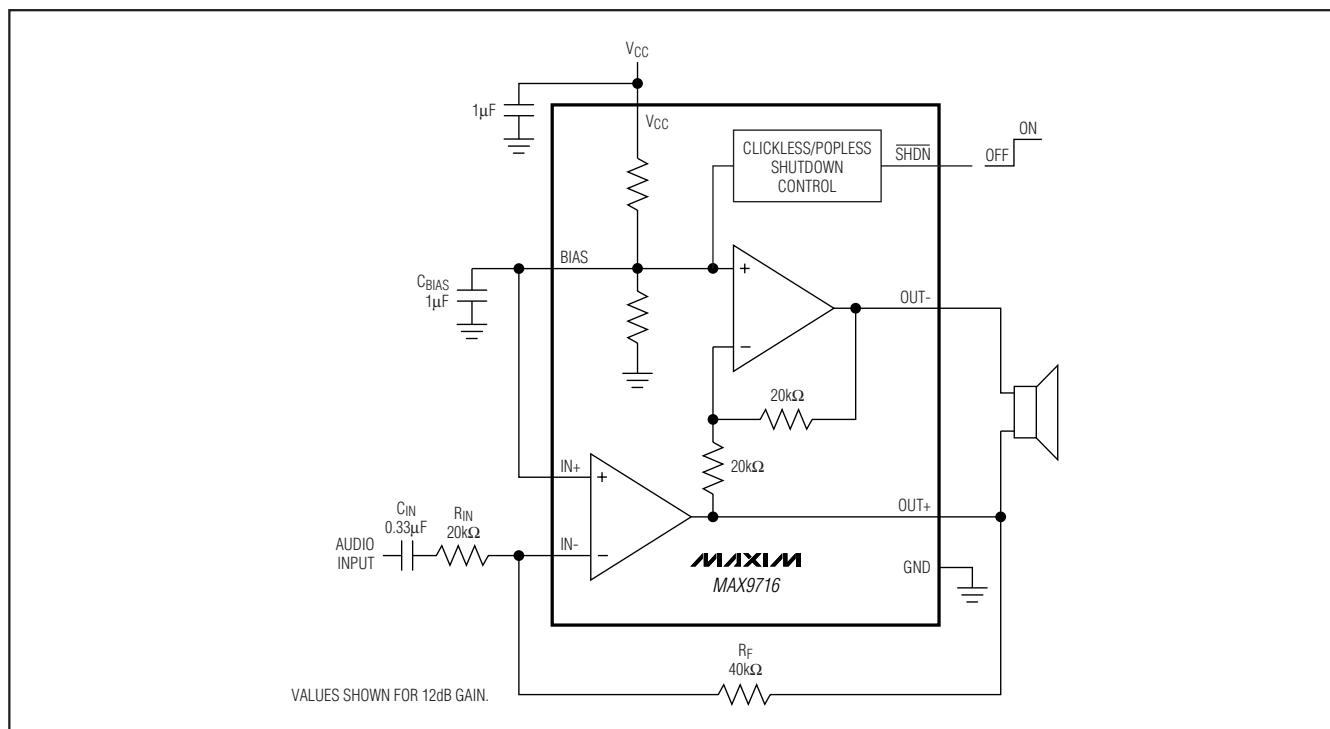 VCC
1µF
VCC
CLICKLESS/POPLESS
SHUTDOWN
CONTROL
SHDN
OFF
ON
BIAS
CBIAS
1µF
+
−
OUT-
20kΩ
20kΩ
IN+
+
OUT+
CIN
0.33µF
RIN
20kΩ
AUDIO
INPUT
IN-
−
MAXIM
MAX9716
GND
RF
40kΩ
VALUES SHOWN FOR 12dB GAIN.